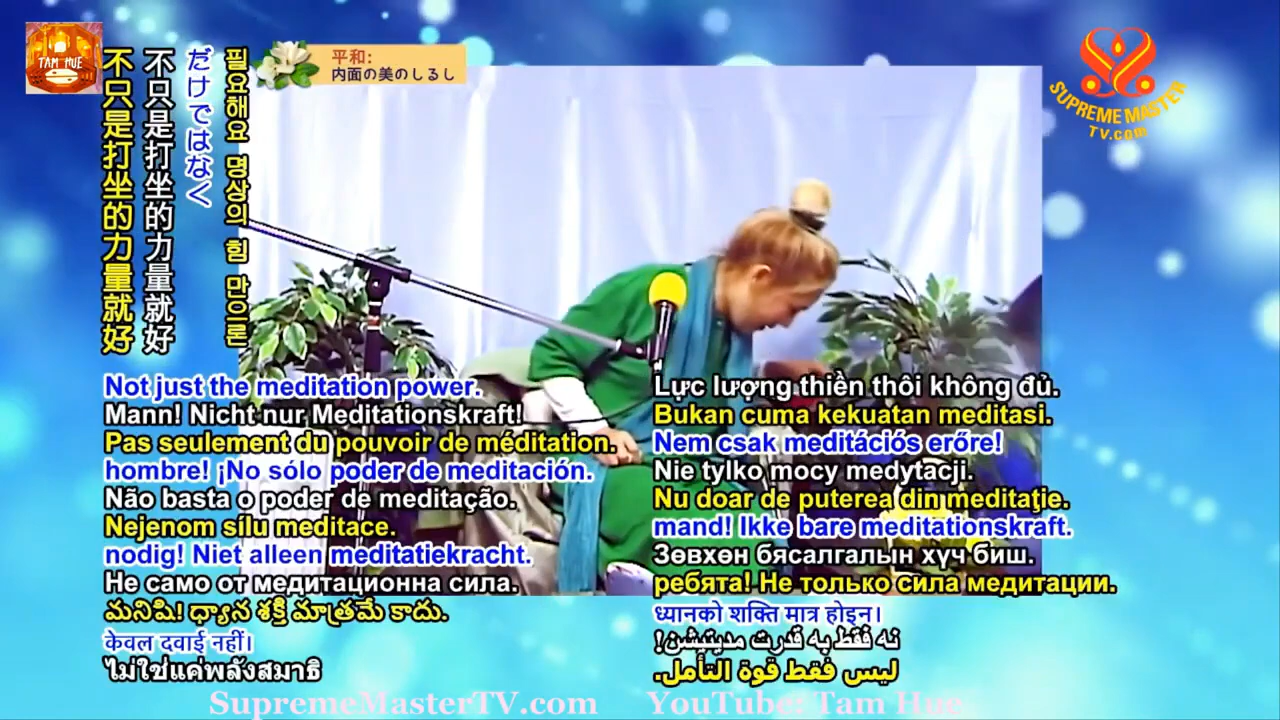 TAM HUE
不只是打坐的力量就好
不只是打坐的力量就好
だけではなく
필요해요 명상의 힘 만으론
平和:
内面の美のしるし
SUPREME MASTER
TV.com
Not just the meditation power.
Mann! Nicht nur Meditationskraft!
Pas seulement du pouvoir de méditation.
hombre! ¡No sólo poder de meditación.
Não basta o poder de meditação.
Nejenom sílu meditace.
nodig! Niet alleen meditatiekracht.
Не само от медитационна сила.
మనిషి! ధ్యాన శక్తి మాత్రమే కాదు.
केवल दवाई नहीं।
ไม่ใช่แค่พลังสมาธิ
Lực lượng thiền thôi không đủ.
Bukan cuma kekuatan meditasi.
Nem csak meditációs erőre!
Nie tylko mocy medytacji.
Nu doar de puterea din meditaţie.
mand! Ikke bare meditationskraft.
Зөвхөн бясалгалын хүч биш.
ребята! Не только сила медитации.
ध्यानको शक्ति मात्र होइन।
نه فقط په قدرت مديتيشن!
ليس فقط قوة التأمل.
SupremeMasterTV.com
YouTube: Tam Hue